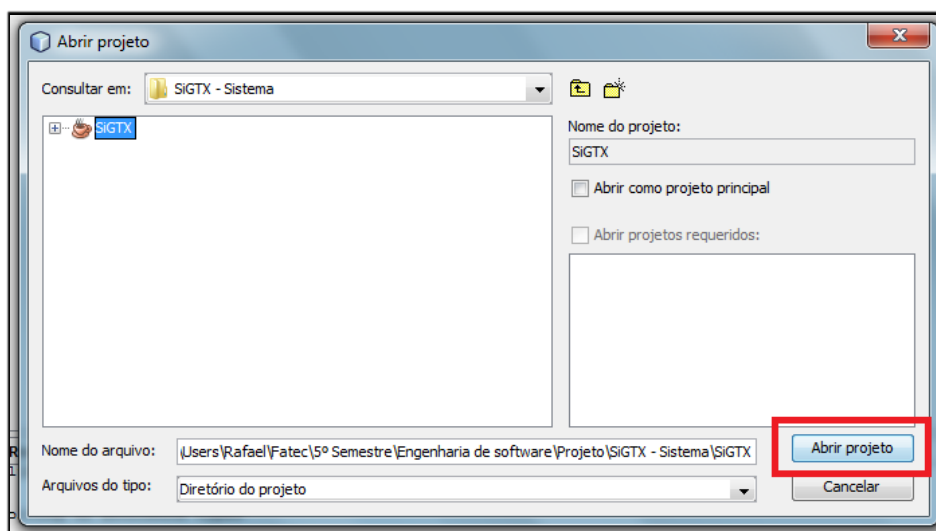 Abrir projeto
Consultar em: SiGTX - Sistema
SiGTX
Nome do projeto:
SiGTX
Abrir como projeto principal
Abrir projetos requeridos:
Nome do arquivo: \Users\Rafael\Fatec\5º Semestre\Engenharia de software\Projeto\SiGTX - Sistema\SiGTX
Abrir projeto
Arquivos do tipo: Diretório do projeto
Cancelar